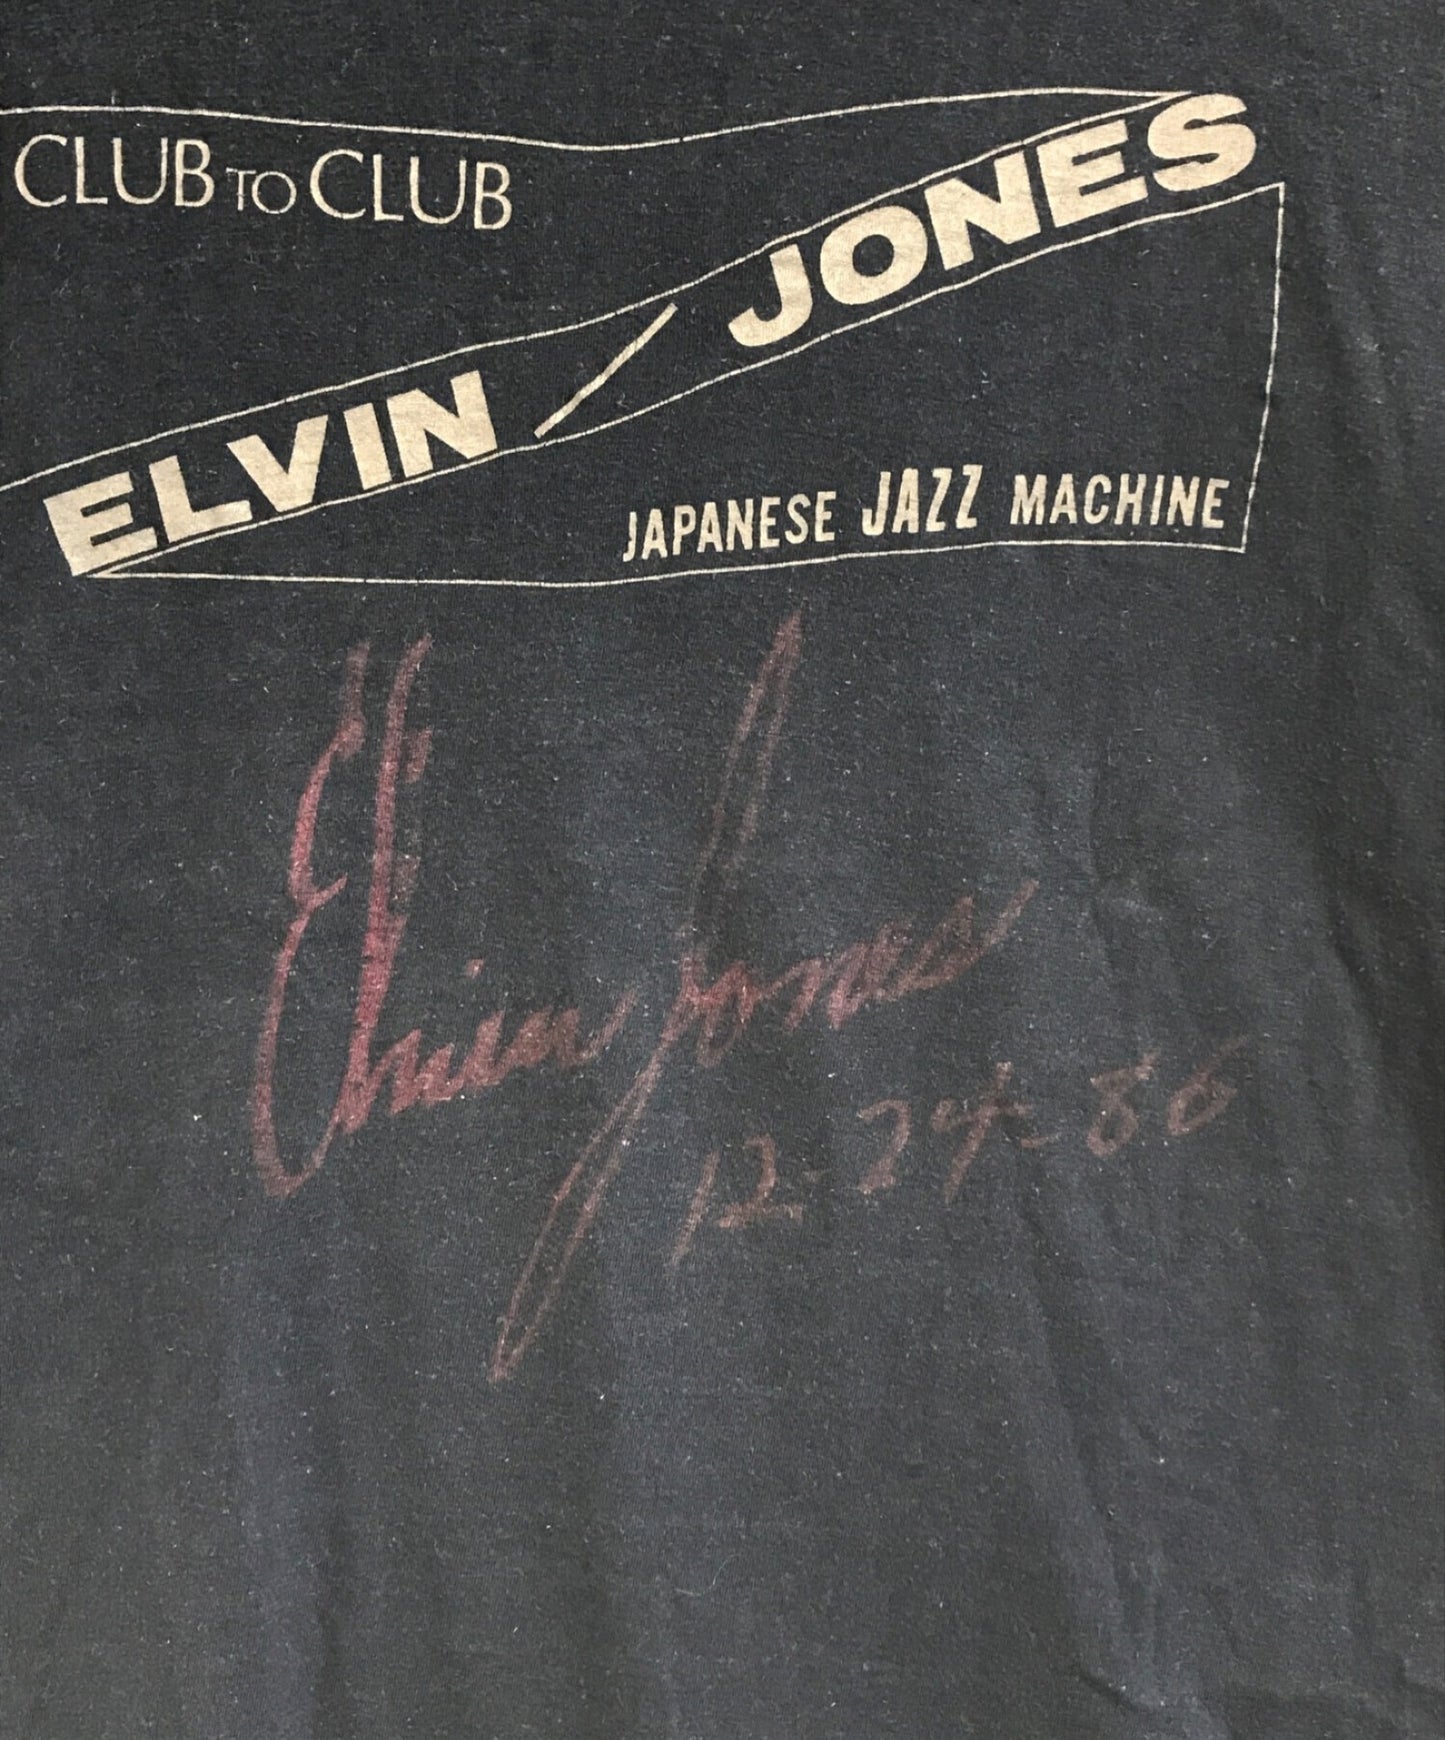 CLUB TO CLUB
ELVIN / JONES
JAPANESE JAZZ MACHINE
Elvin Jones
12-24-86